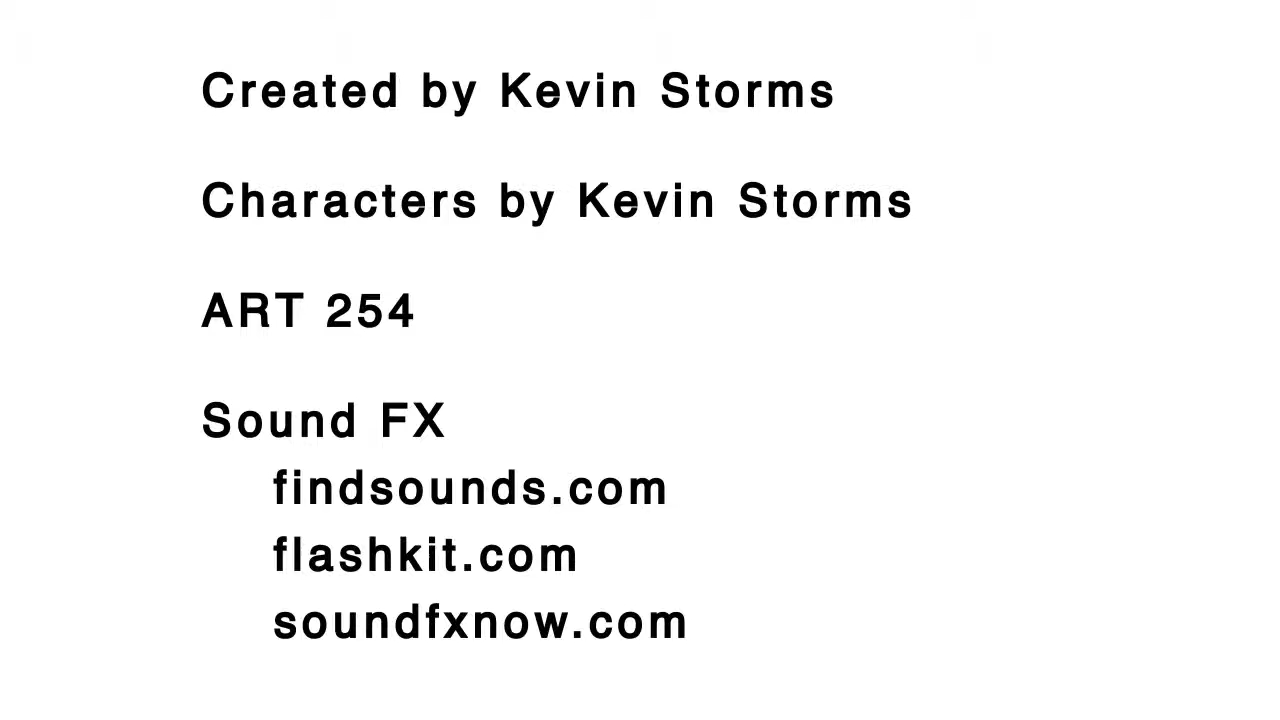 Created by Kevin Storms
Characters by Kevin Storms
ART 254
Sound FX
findsounds.com
flashkit.com
soundfxnow.com